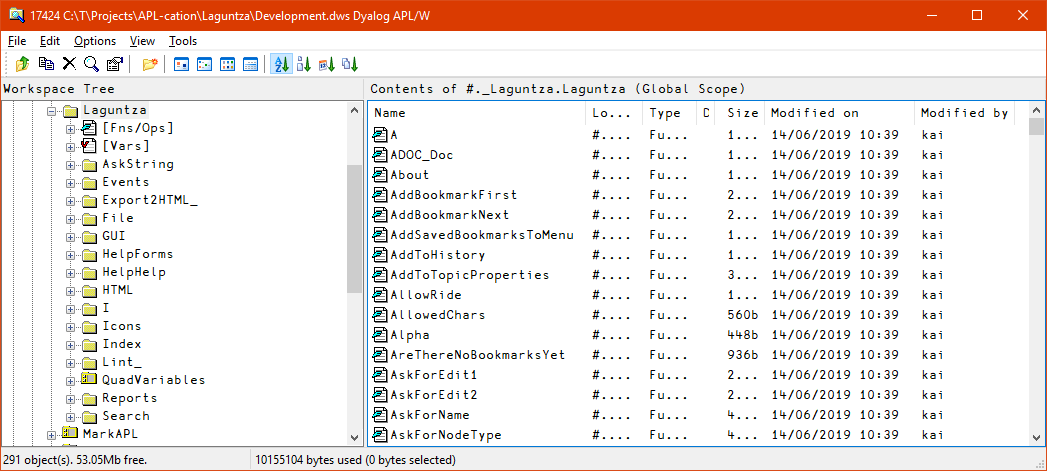 17424 C:\T\Projects\APL-cation\Laguntza\Development.dws Dyalog APL/W
File Edit Options View Tools
Workspace Tree
Laguntza
[Fns/Ops]
[Vars]
AskString
Events
Export2HTML_
File
GUI
HelpForms
HelpHelp
HTML
I
Icons
Index
Lint_
QuadVariables
Reports
Search
MarkAPL
Contents of #._Laguntza.Laguntza (Global Scope)
Name Lo... Type C Size Modified on Modified by
A #.... Fu... 1... 14/06/2019 10:39 kai
ADOC_Doc #.... Fu... 1... 14/06/2019 10:39 kai
About #.... Fu... 1... 14/06/2019 10:39 kai
AddBookmarkFirst #.... Fu... 2... 14/06/2019 10:39 kai
AddBookmarkNext #.... Fu... 2... 14/06/2019 10:39 kai
AddSavedBookmarksToMenu #.... Fu... 1... 14/06/2019 10:39 kai
AddToHistory #.... Fu... 1... 14/06/2019 10:39 kai
AddToTopicProperties #.... Fu... 3... 14/06/2019 10:39 kai
AllowRide #.... Fu... 1... 14/06/2019 10:39 kai
AllowedChars #.... Fu... 560b 14/06/2019 10:39 kai
Alpha #.... Fu... 448b 14/06/2019 10:39 kai
AreThereNoBookmarksYet #.... Fu... 936b 14/06/2019 10:39 kai
AskForEdit1 #.... Fu... 2... 14/06/2019 10:39 kai
AskForEdit2 #.... Fu... 2... 14/06/2019 10:39 kai
AskForName #.... Fu... 4... 14/06/2019 10:39 kai
AskForNodeType #.... Fu... 4... 14/06/2019 10:39 kai
291 object(s). 53.05Mb free. 10155104 bytes used (0 bytes selected)